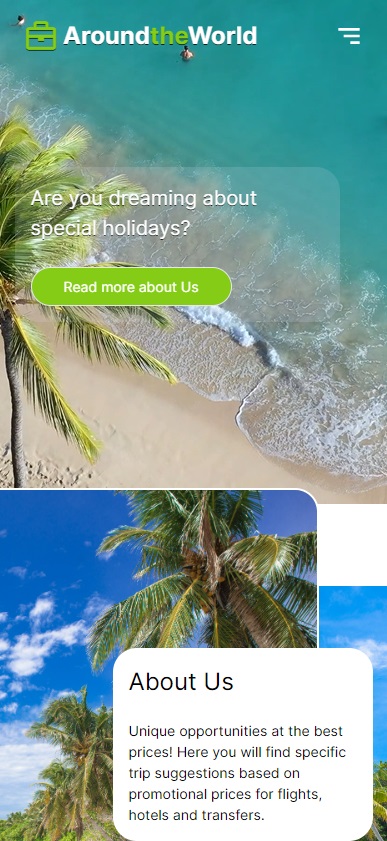 AroundtheWorld
Are you dreaming about
special holidays?
Read more about Us
About Us
Unique opportunities at the best
prices! Here you will find specific
trip suggestions based on
promotional prices for flights,
hotels and transfers.